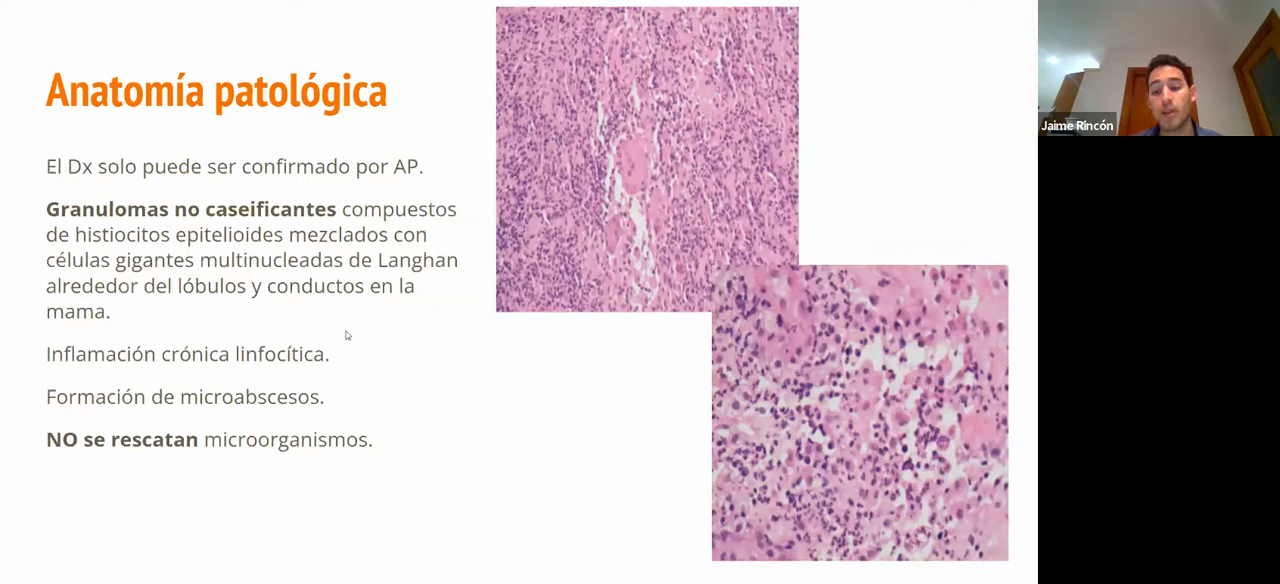 Anatomía patológica
El Dx solo puede ser confirmado por AP.
Granulomas no caseificantes compuestos
de histiocitos epitelioides mezclados con
células gigantes multinucleadas de Langhan
alrededor del lóbulos y conductos en la
mama.
Inflamación crónica linfocítica.
Formación de microabscesos.
NO se rescatan microorganismos.
Jaime Rincón